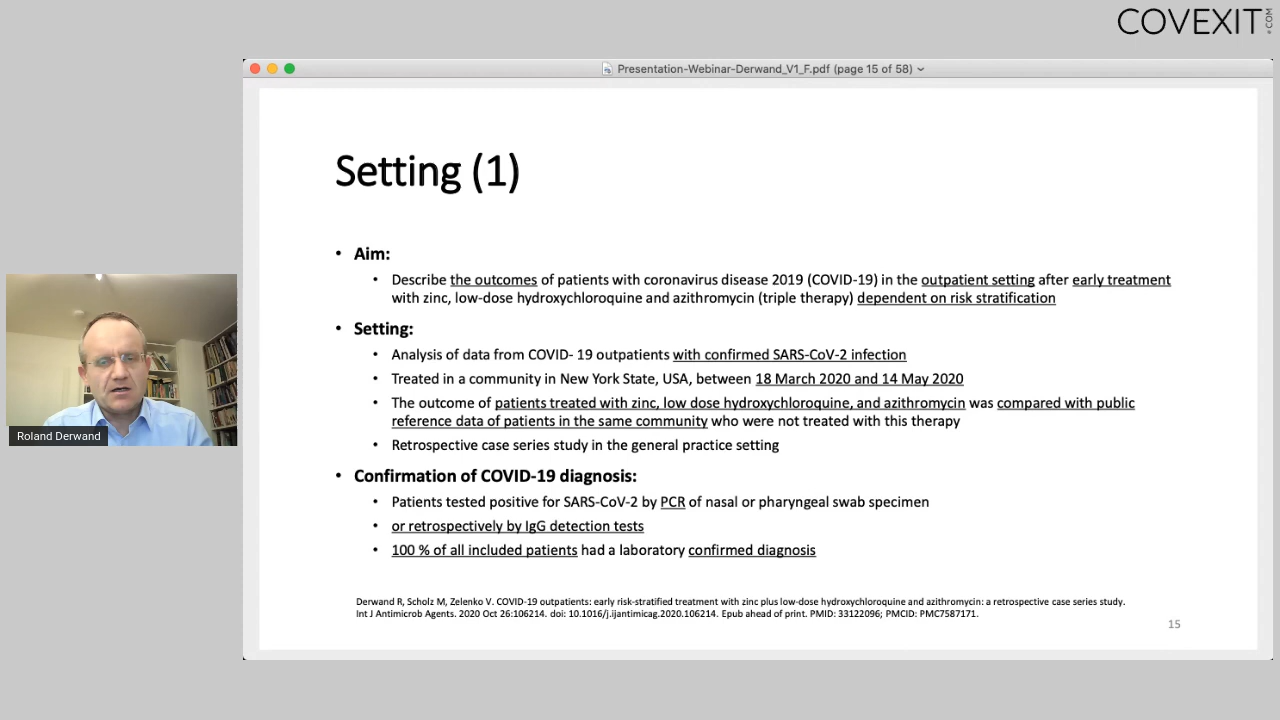 COVEXIT.COM
Presentation-Webinar-Derwand_V1_F.pdf (page 15 of 58)
Setting (1)
• Aim:
• Describe the outcomes of patients with coronavirus disease 2019 (COVID-19) in the outpatient setting after early treatment
with zinc, low-dose hydroxychloroquine and azithromycin (triple therapy) dependent on risk stratification
• Setting:
• Analysis of data from COVID- 19 outpatients with confirmed SARS-CoV-2 infection
• Treated in a community in New York State, USA, between 18 March 2020 and 14 May 2020
• The outcome of patients treated with zinc, low dose hydroxychloroquine, and azithromycin was compared with public
reference data of patients in the same community who were not treated with this therapy
• Retrospective case series study in the general practice setting
• Confirmation of COVID-19 diagnosis:
• Patients tested positive for SARS-CoV-2 by PCR of nasal or pharyngeal swab specimen
• or retrospectively by IgG detection tests
• 100 % of all included patients had a laboratory confirmed diagnosis
Derwand R, Scholz M, Zelenko V. COVID-19 outpatients: early risk-stratified treatment with zinc plus low-dose hydroxychloroquine and azithromycin: a retrospective case series study.
Int J Antimicrob Agents. 2020 Oct 26:106214. doi: 10.1016/j.ijantimicag.2020.106214. Epub ahead of print. PMID: 33122096; PMCID: PMC7587171.
15
Roland Derwand